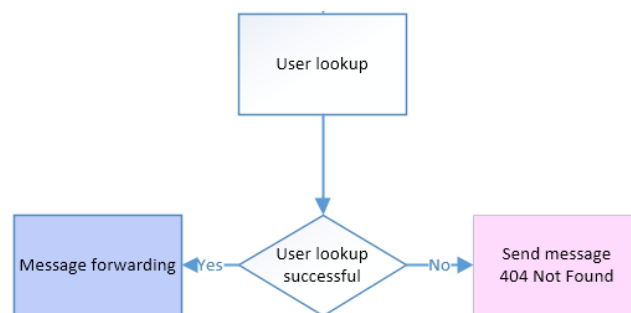 User lookup
Message forwarding
Yes
User lookup
successful
No
Send message
404 Not Found